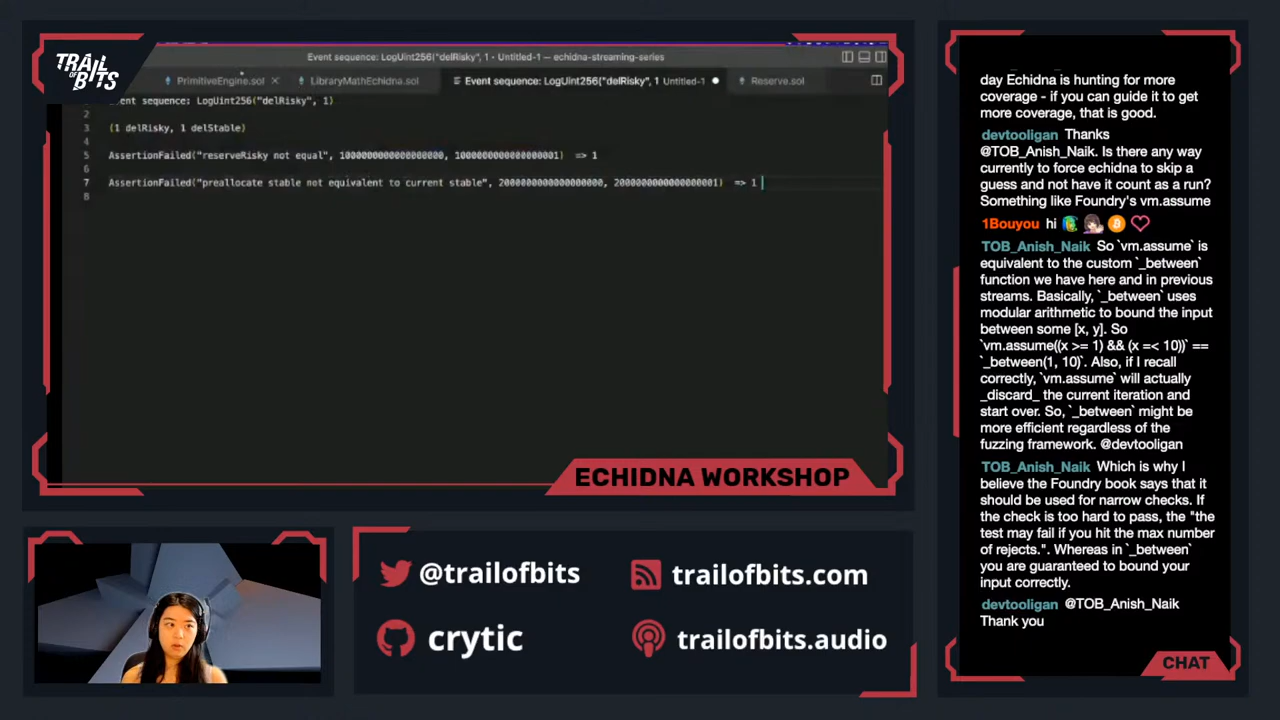 TRAIL
OF
BITS
Event sequence: LogUint256("delRisky", 1 - Untitled-1 — echidna-streaming-series
PrimitiveEngine.sol
LibraryMathEchidna.sol
Event sequence: LogUint256("delRisky", 1 Untitled-1
Reserve.sol
vent sequence: LogUint256("delRisky", 1)
2
3 (1 delRisky, 1 delStable)
4
5 AssertionFailed("reserveRisky not equal", 1000000000000000000, 1000000000000000001) => 1
6
7 AssertionFailed("preallocate stable not equivalent to current stable", 2000000000000000000, 2000000000000000001) => 1
8
ECHIDNA WORKSHOP
@trailofbits
trailofbits.com
crytic
trailofbits.audio
day Echidna is hunting for more
coverage - if you can guide it to get
more coverage, that is good.
devtooligan Thanks
@TOB_Anish_Naik. Is there any way
currently to force echidna to skip a
guess and not have it count as a run?
Something like Foundry's vm.assume
1Bouyou hi
TOB_Anish_Naik So `vm.assume` is
equivalent to the custom `_between`
function we have here and in previous
streams. Basically, `_between` uses
modular arithmetic to bound the input
between some [x, y]. So
`vm.assume((x >= 1) && (x =< 10))` ==
`_between(1, 10)`. Also, if I recall
correctly, `vm.assume` will actually
_discard_ the current iteration and
start over. So, `_between` might be
more efficient regardless of the
fuzzing framework. @devtooligan
TOB_Anish_Naik Which is why I
believe the Foundry book says that it
should be used for narrow checks. If
the check is too hard to pass, the "the
test may fail if you hit the max number
of rejects.". Whereas in `_between`
you are guaranteed to bound your
input correctly.
devtooligan @TOB_Anish_Naik
Thank you
CHAT